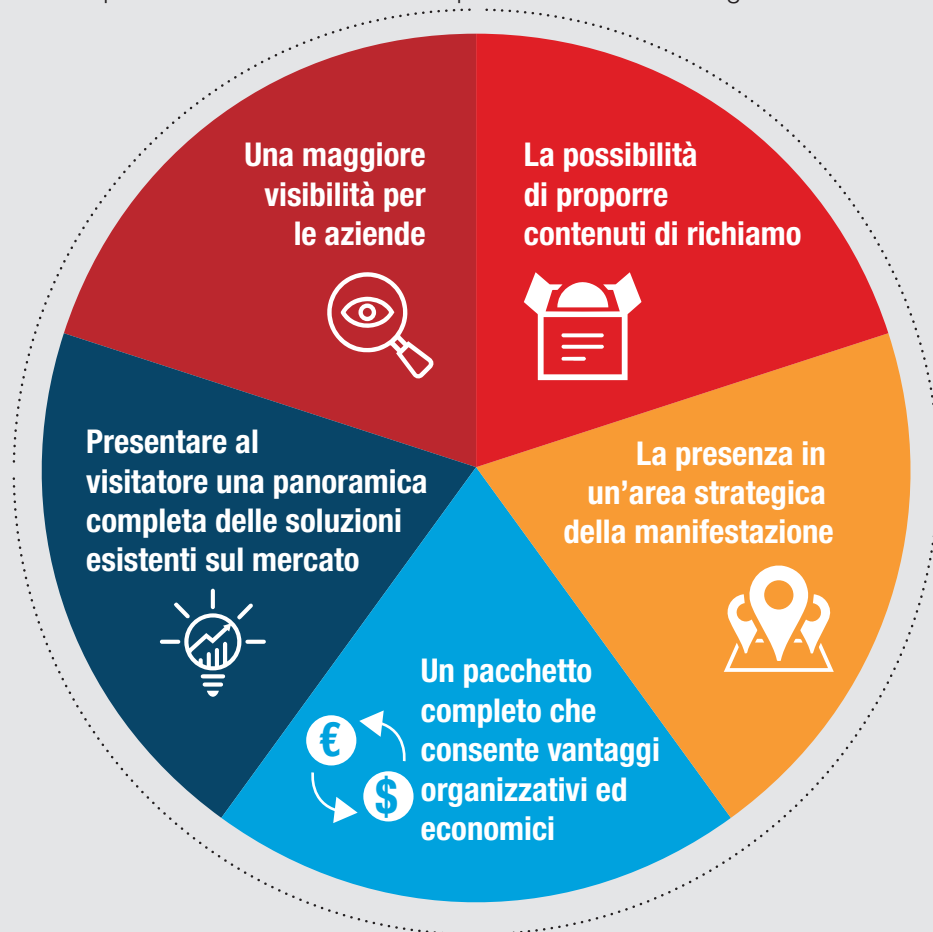 Una maggiore
visibilità per
le aziende
La possibilità
di proporre
contenuti di richiamo
La presenza in
un’area strategica
della manifestazione
Un pacchetto
completo che
consente vantaggi
organizzativi ed
economici
€
$
Presentare al
visitatore una panoramica
completa delle soluzioni
esistenti sul mercato